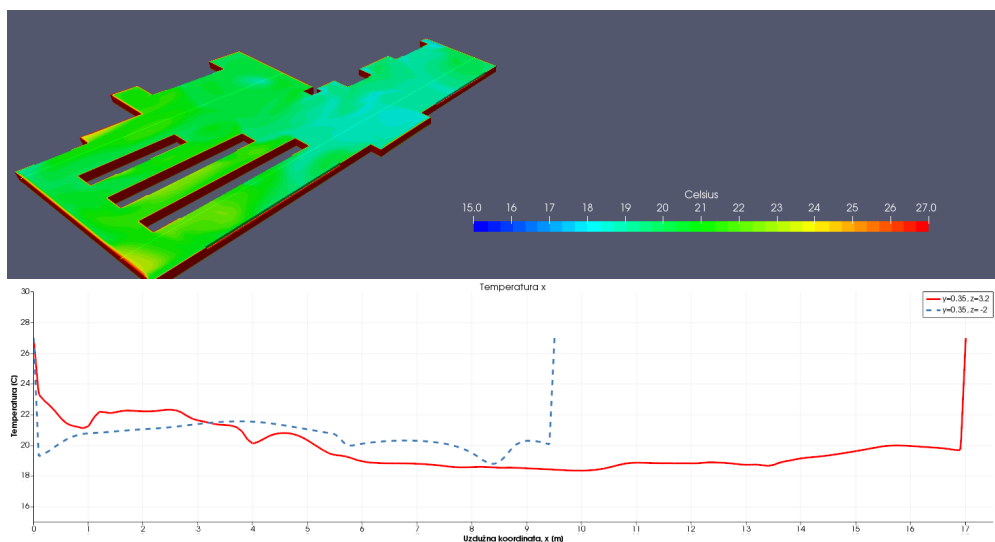 Celsius
15.0 16 17 18 19 20 21 22 23 24 25 26 27.0
Temperatura x
30
28
26
24
22
20
18
16
Temperatura (C)
y=0.35, z=3.2
y=0.35, z= -2
0 1 2 3 4 5 6 7 8 9 10 11 12 13 14 15 16 17
Uzdužna koordinata, x (m)